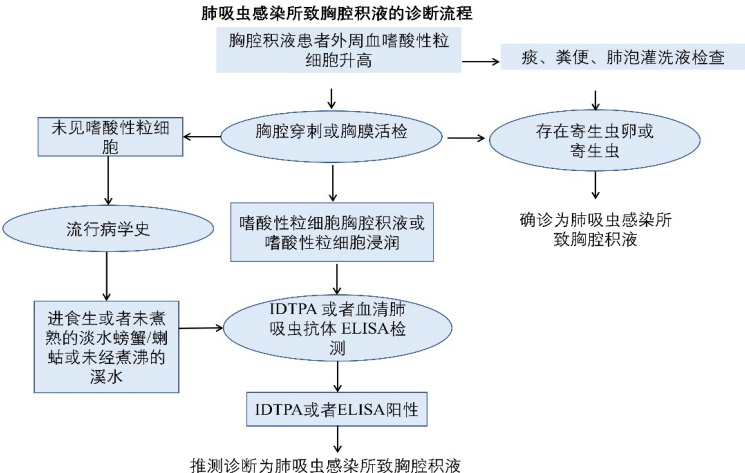 肺吸虫感染所致胸腔积液的诊断流程
胸腔积液患者外周血嗜酸性粒
细胞升高
痰、粪便、肺泡灌洗液检查
未见嗜酸性粒细
胞
胸腔穿刺或胸膜活检
存在寄生虫卵或
寄生虫
流行病学史
嗜酸性粒细胞胸腔积液或
嗜酸性粒细胞浸润
确诊为肺吸虫感染所
致胸腔积液
进食生或者未煮
熟的淡水螃蟹/蝲
蛄或未经煮沸的
溪水
IDTPA 或者血清肺
吸虫抗体 ELISA检
测
IDTPA或者ELISA阳性
推测诊断为肺吸虫感染所致胸腔积液